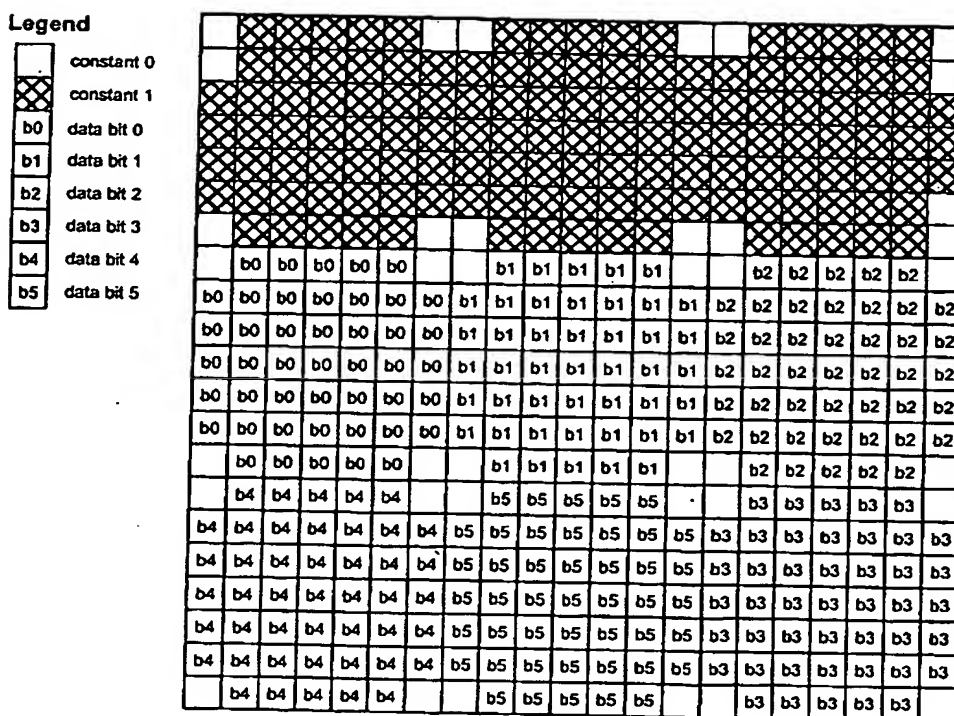 Legend
constant 0
constant 1
b0 data bit 0
b1 data bit 1
b2 data bit 2
b3 data bit 3
b4 data bit 4
b5 data bit 5
b0 b0 b0 b0 b0 b1 b1 b1 b1 b1 b2 b2 b2 b2 b2
b0 b0 b0 b0 b0 b0 b0 b1 b1 b1 b1 b1 b1 b1 b2 b2 b2 b2 b2 b2 b2
b0 b0 b0 b0 b0 b0 b0 b1 b1 b1 b1 b1 b1 b1 b2 b2 b2 b2 b2 b2 b2
b0 b0 b0 b0 b0 b0 b0 b1 b1 b1 b1 b1 b1 b1 b2 b2 b2 b2 b2 b2 b2
b0 b0 b0 b0 b0 b0 b0 b1 b1 b1 b1 b1 b1 b1 b2 b2 b2 b2 b2 b2 b2
b0 b0 b0 b0 b0 b0 b0 b1 b1 b1 b1 b1 b1 b1 b2 b2 b2 b2 b2 b2 b2
b0 b0 b0 b0 b0 b1 b1 b1 b1 b1 b2 b2 b2 b2 b2
b4 b4 b4 b4 b4 b5 b5 b5 b5 b5 b3 b3 b3 b3 b3
b4 b4 b4 b4 b4 b4 b4 b5 b5 b5 b5 b5 b5 b5 b3 b3 b3 b3 b3 b3 b3
b4 b4 b4 b4 b4 b4 b4 b5 b5 b5 b5 b5 b5 b5 b3 b3 b3 b3 b3 b3 b3
b4 b4 b4 b4 b4 b4 b4 b5 b5 b5 b5 b5 b5 b5 b3 b3 b3 b3 b3 b3 b3
b4 b4 b4 b4 b4 b4 b4 b5 b5 b5 b5 b5 b5 b5 b3 b3 b3 b3 b3 b3 b3
b4 b4 b4 b4 b4 b4 b4 b5 b5 b5 b5 b5 b5 b5 b3 b3 b3 b3 b3 b3 b3
b4 b4 b4 b4 b4 b5 b5 b5 b5 b5 b3 b3 b3 b3 b3